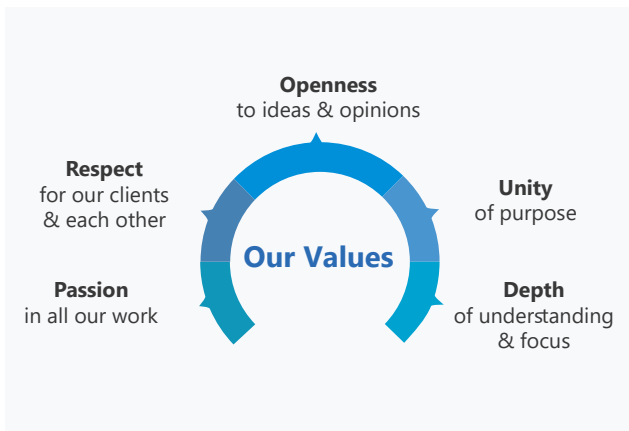 Openness
to ideas & opinions
Respect
for our clients
& each other
Unity
of purpose
Our Values
Passion
in all our work
Depth
of understanding
& focus